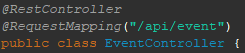 @RestController
@RequestMapping("/api/event")
public class EventController {